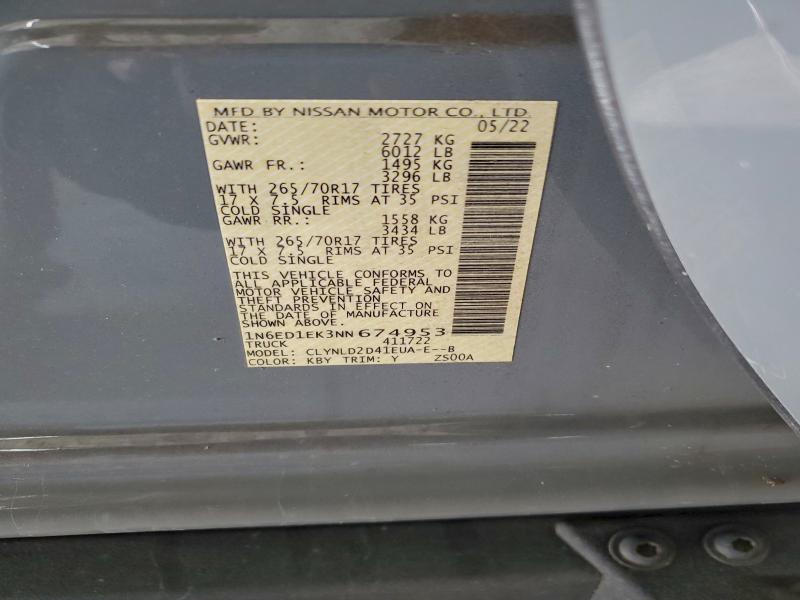 MFD BY NISSAN MOTOR CO., LTD.
DATE: 05/22
GVWR: 2727 KG
6012 LB
GAWR FR.: 1495 KG
3296 LB
WITH 265/70R17 TIRES
17 X 7.5 RIMS AT 35 PSI
COLD SINGLE
GAWR RR.: 1558 KG
3434 LB
WITH 265/70R17 TIRES
17 X 7.5 RIMS AT 35 PSI
COLD SINGLE
THIS VEHICLE CONFORMS TO
ALL APPLICABLE FEDERAL
MOTOR VEHICLE SAFETY AND
THEFT PREVENTION
STANDARDS IN EFFECT ON
THE DATE OF MANUFACTURE
SHOWN ABOVE.
1N6ED1EK3NN674953
TRUCK 411722
MODEL: CLYNLD2D41EUA-E--B
COLOR: KBY TRIM: Y ZS00A